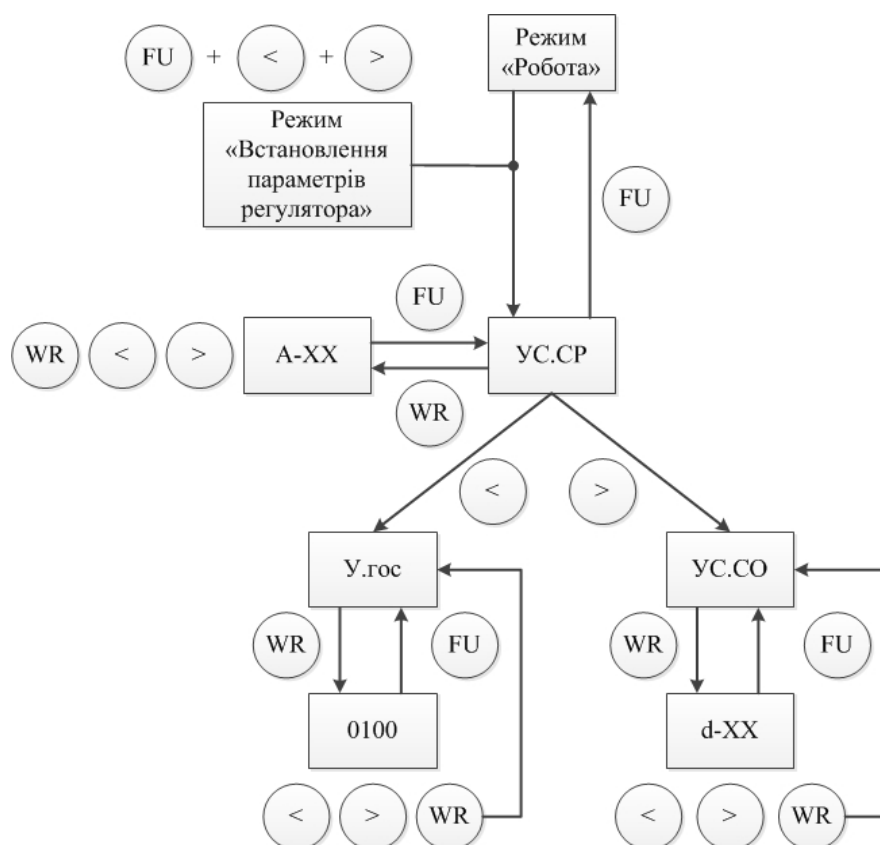 FU + < + >
Режим
«Робота»
Режим
«Встановлення
параметрів
регулятора»
FU
FU
WR < > А-ХХ
УС.СР
WR
< >
У.гос
УС.СО
WR FU
WR FU
0100
d-XX
< > WR
< > WR